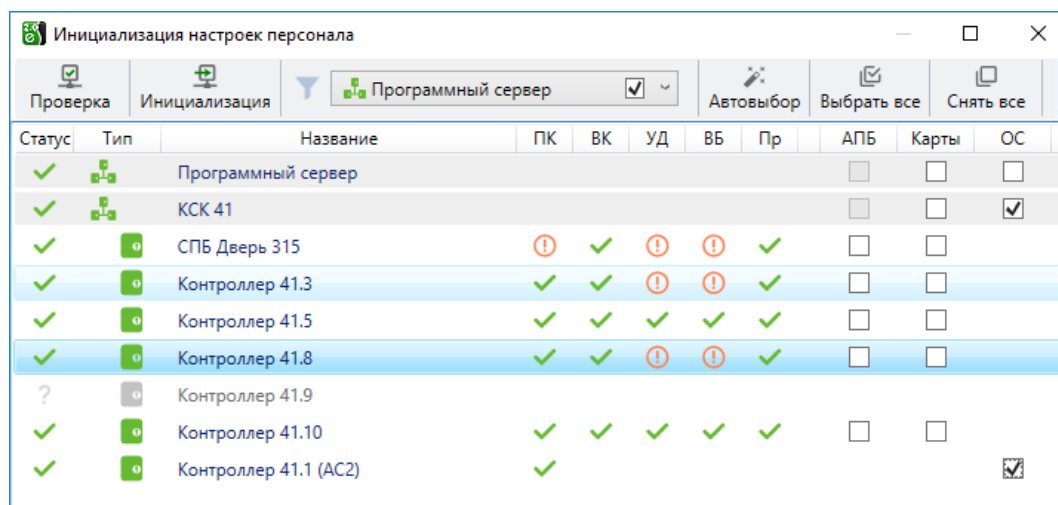 Инициализация настроек персонала
Проверка Инициализация Программный сервер Автовыбор Выбрать все Снять все
Статус Тип Название ПК ВК УД ВБ Пр АПБ Карты ОС
Программный сервер
КСК 41
СПБ Дверь 315
Контроллер 41.3
Контроллер 41.5
Контроллер 41.8
? Контроллер 41.9
Контроллер 41.10
Контроллер 41.1 (АС2)